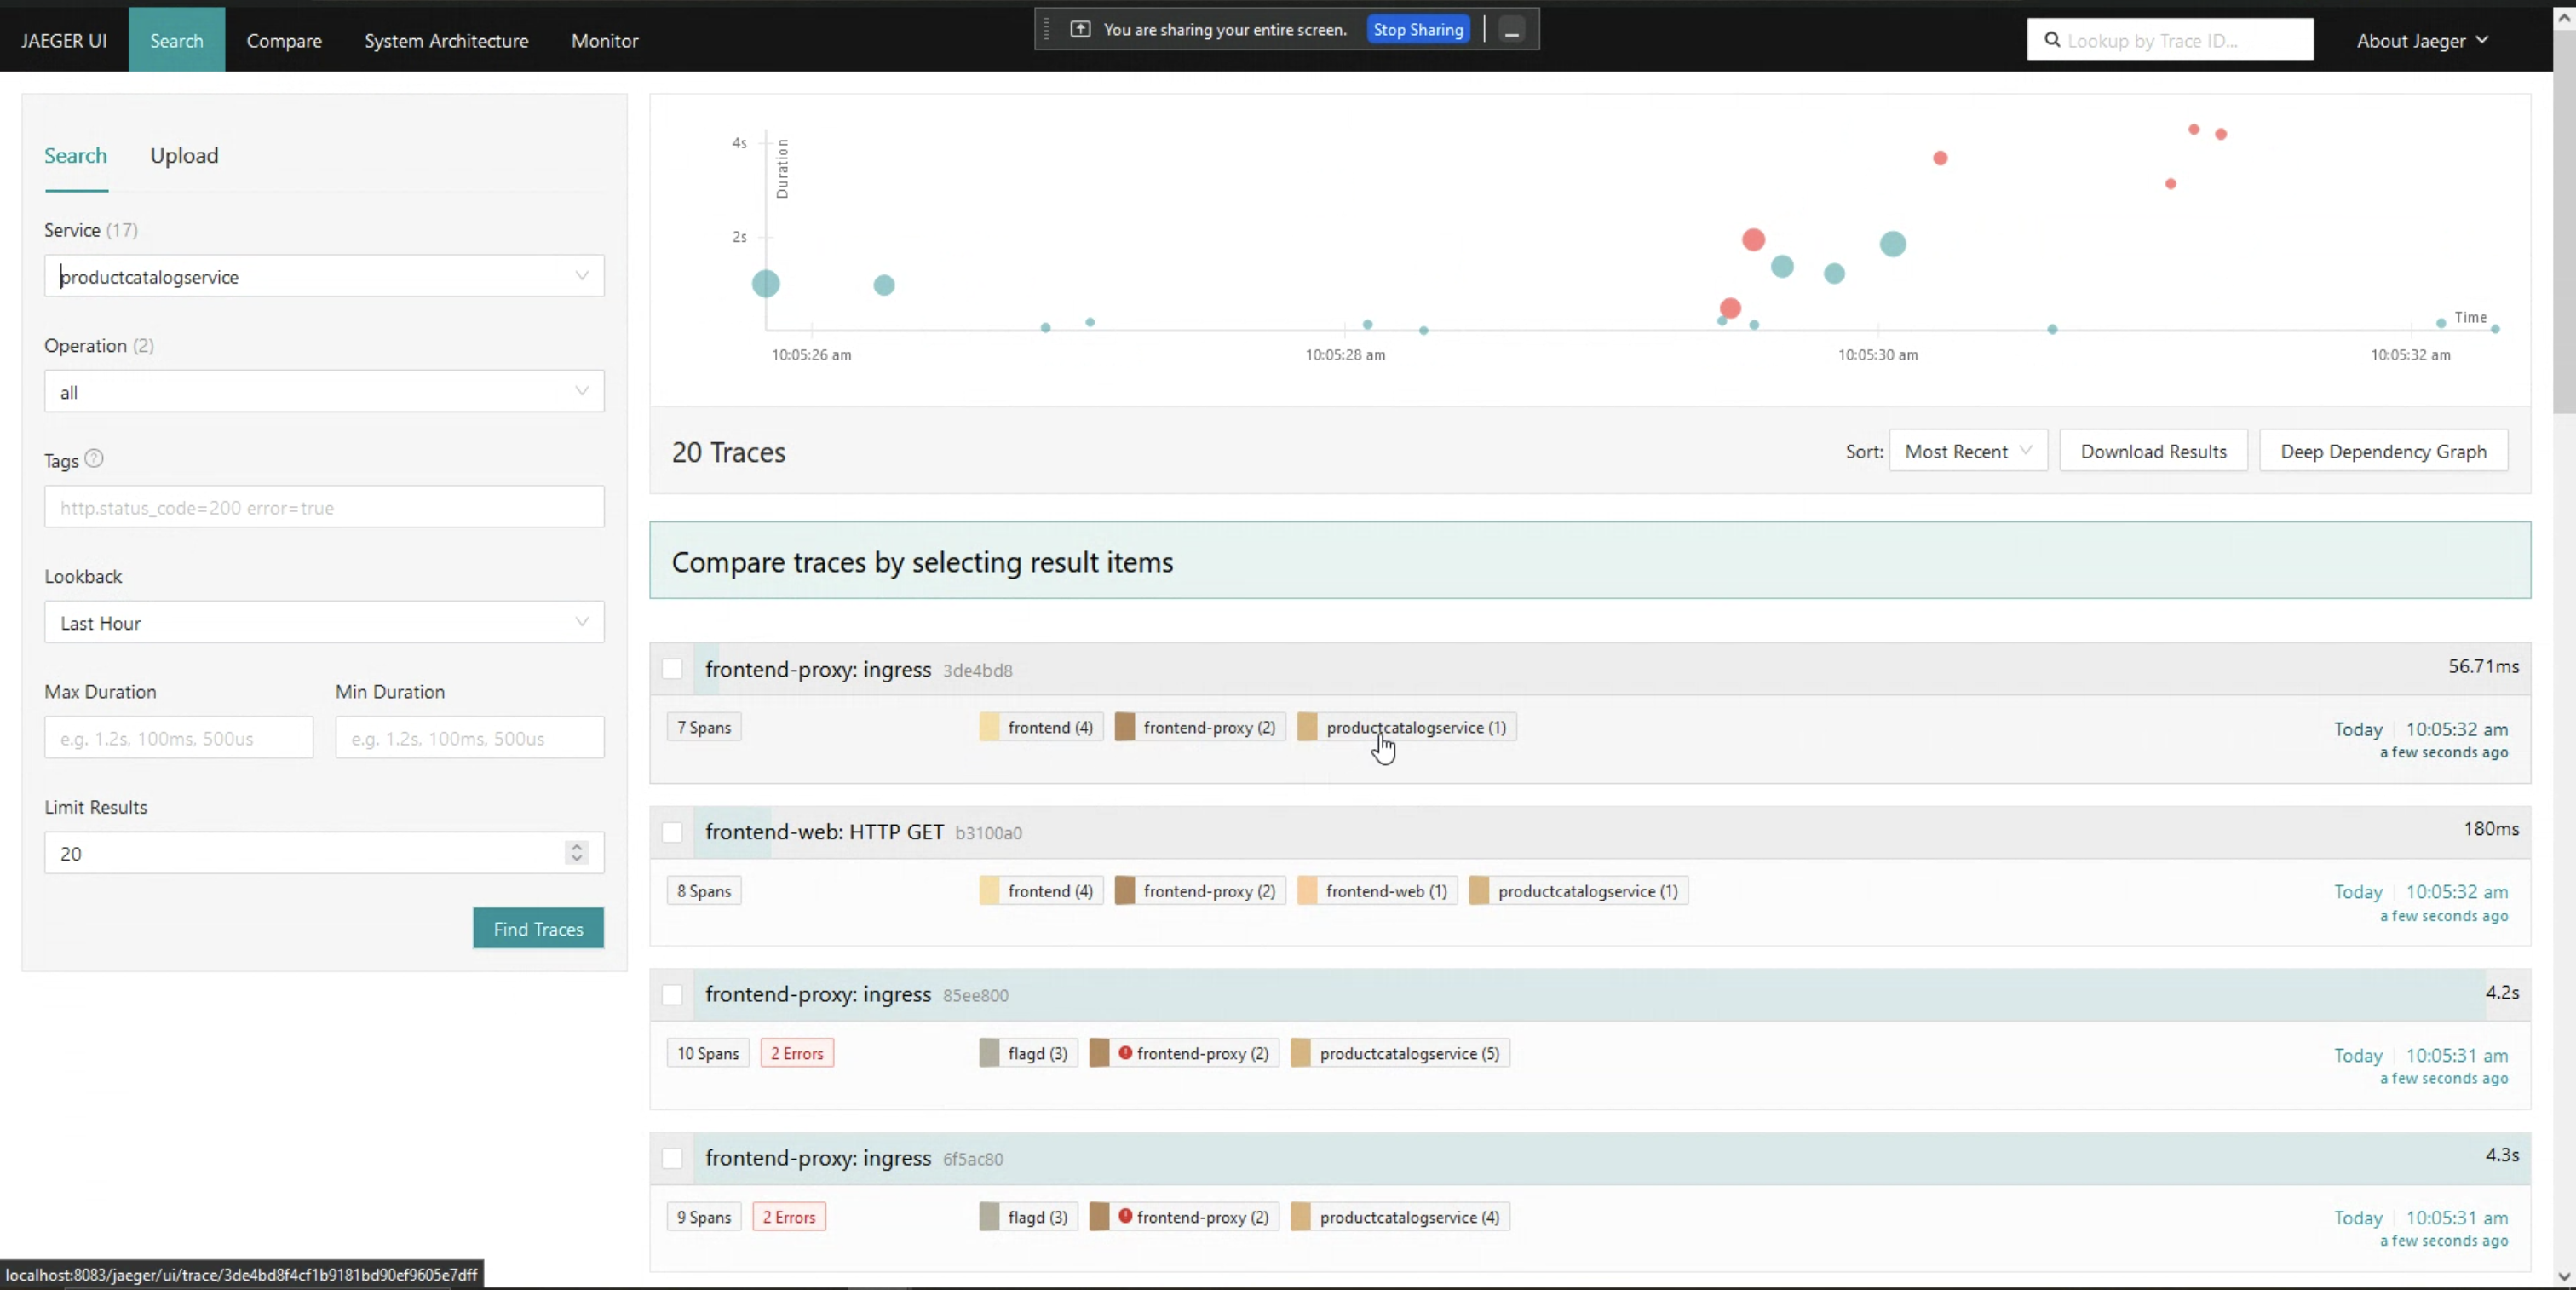 JAEGER UI
Search
Compare
System Architecture
Monitor
You are sharing your entire screen.
Stop Sharing
Lookup by Trace ID...
About Jaeger
Search
Upload
Service (17)
productcatalogservice
Operation (2)
all
Tags
http.status_code=200 error=true
Lookback
Last Hour
Max Duration
Min Duration
e.g. 1.2s, 100ms, 500us
e.g. 1.2s, 100ms, 500us
Limit Results
20
Find Traces
4s
2s
Duration
Time
10:05:26 am
10:05:28 am
10:05:30 am
10:05:32 am
20 Traces
Sort:
Most Recent
Download Results
Deep Dependency Graph
Compare traces by selecting result items
frontend-proxy: ingress 3de4bd8
56.71ms
7 Spans
frontend (4)
frontend-proxy (2)
productcatalogservice (1)
Today
10:05:32 am
a few seconds ago
frontend-web: HTTP GET b3100a0
180ms
8 Spans
frontend (4)
frontend-proxy (2)
frontend-web (1)
productcatalogservice (1)
Today
10:05:32 am
a few seconds ago
frontend-proxy: ingress 85ee800
4.2s
10 Spans
2 Errors
flagd (3)
frontend-proxy (2)
productcatalogservice (5)
Today
10:05:31 am
a few seconds ago
frontend-proxy: ingress 6f5ac80
4.3s
9 Spans
2 Errors
flagd (3)
frontend-proxy (2)
productcatalogservice (4)
Today
10:05:31 am
a few seconds ago
localhost:8083/jaeger/ui/trace/3de4bd8f4cf1b9181bd90ef9605e7dff